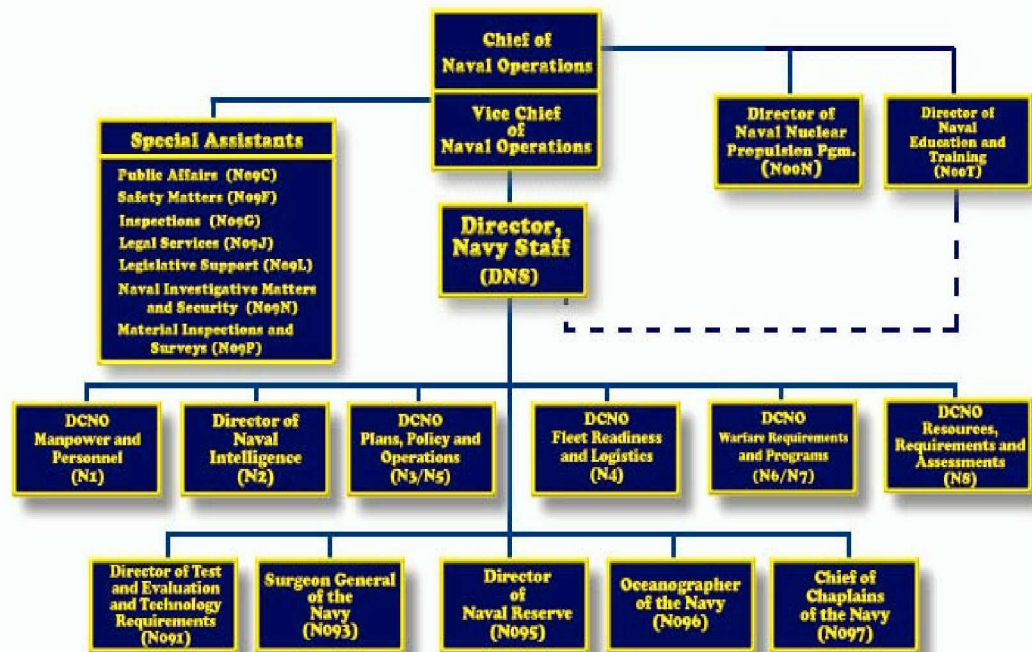 Chief of
Naval Operations
Vice Chief
of
Naval Operations
Director of
Naval Nuclear
Propulsion Pgm.
(N00N)
Director of
Naval
Education and
Training
(N00T)
Special Assistants
Public Affairs (N09C)
Safety Matters (N09F)
Inspections (N09G)
Legal Services (N09J)
Legislative Support (N09L)
Naval Investigative Matters
and Security (N09N)
Material Inspections and
Surveys (N09P)
Director,
Navy Staff
(DNS)
DCNO
Manpower and
Personnel
(N1)
Director of
Naval
Intelligence
(N2)
DCNO
Plans, Policy and
Operations
(N3/N5)
DCNO
Fleet Readiness
and Logistics
(N4)
DCNO
Warfare Requirements
and Programs
(N6/N7)
DCNO
Resources,
Requirements and
Assessments
(N8)
Director of Test
and Evaluation
and Technology
Requirements
(N091)
Surgeon General
of the
Navy
(N093)
Director
of
Naval Reserve
(N095)
Oceanographer
of the Navy
(N096)
Chief of
Chaplains
of the Navy
(N097)